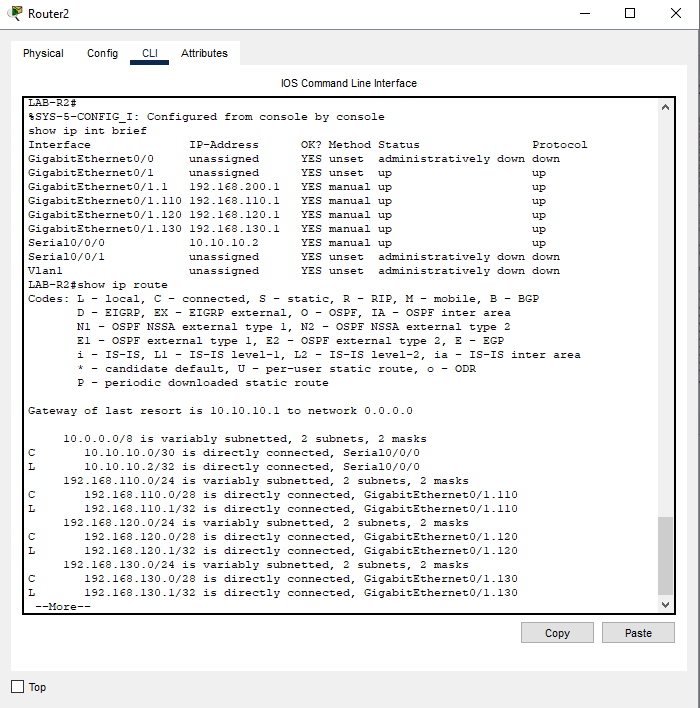 Router2
Physical Config CLI Attributes
IOS Command Line Interface
LAB-R2#
%SYS-5-CONFIG_I: Configured from console by console
show ip int brief
Interface IP-Address OK? Method Status Protocol
GigabitEthernet0/0 unassigned YES unset administratively down down
GigabitEthernet0/1 unassigned YES unset up up
GigabitEthernet0/1.1 192.168.200.1 YES manual up up
GigabitEthernet0/1.110 192.168.110.1 YES manual up up
GigabitEthernet0/1.120 192.168.120.1 YES manual up up
GigabitEthernet0/1.130 192.168.130.1 YES manual up up
Serial0/0/0 10.10.10.2 YES manual up up
Serial0/0/1 unassigned YES unset administratively down down
Vlan1 unassigned YES unset administratively down down
LAB-R2#show ip route
Codes: L - local, C - connected, S - static, R - RIP, M - mobile, B - BGP
D - EIGRP, EX - EIGRP external, O - OSPF, IA - OSPF inter area
N1 - OSPF NSSA external type 1, N2 - OSPF NSSA external type 2
E1 - OSPF external type 1, E2 - OSPF external type 2, E - EGP
i - IS-IS, L1 - IS-IS level-1, L2 - IS-IS level-2, ia - IS-IS inter area
* - candidate default, U - per-user static route, o - ODR
P - periodic downloaded static route
Gateway of last resort is 10.10.10.1 to network 0.0.0.0
10.0.0.0/8 is variably subnetted, 2 subnets, 2 masks
C 10.10.10.0/30 is directly connected, Serial0/0/0
L 10.10.10.2/32 is directly connected, Serial0/0/0
192.168.110.0/24 is variably subnetted, 2 subnets, 2 masks
C 192.168.110.0/28 is directly connected, GigabitEthernet0/1.110
L 192.168.110.1/32 is directly connected, GigabitEthernet0/1.110
192.168.120.0/24 is variably subnetted, 2 subnets, 2 masks
C 192.168.120.0/28 is directly connected, GigabitEthernet0/1.120
L 192.168.120.1/32 is directly connected, GigabitEthernet0/1.120
192.168.130.0/24 is variably subnetted, 2 subnets, 2 masks
C 192.168.130.0/28 is directly connected, GigabitEthernet0/1.130
L 192.168.130.1/32 is directly connected, GigabitEthernet0/1.130
--More--
Copy Paste
Top